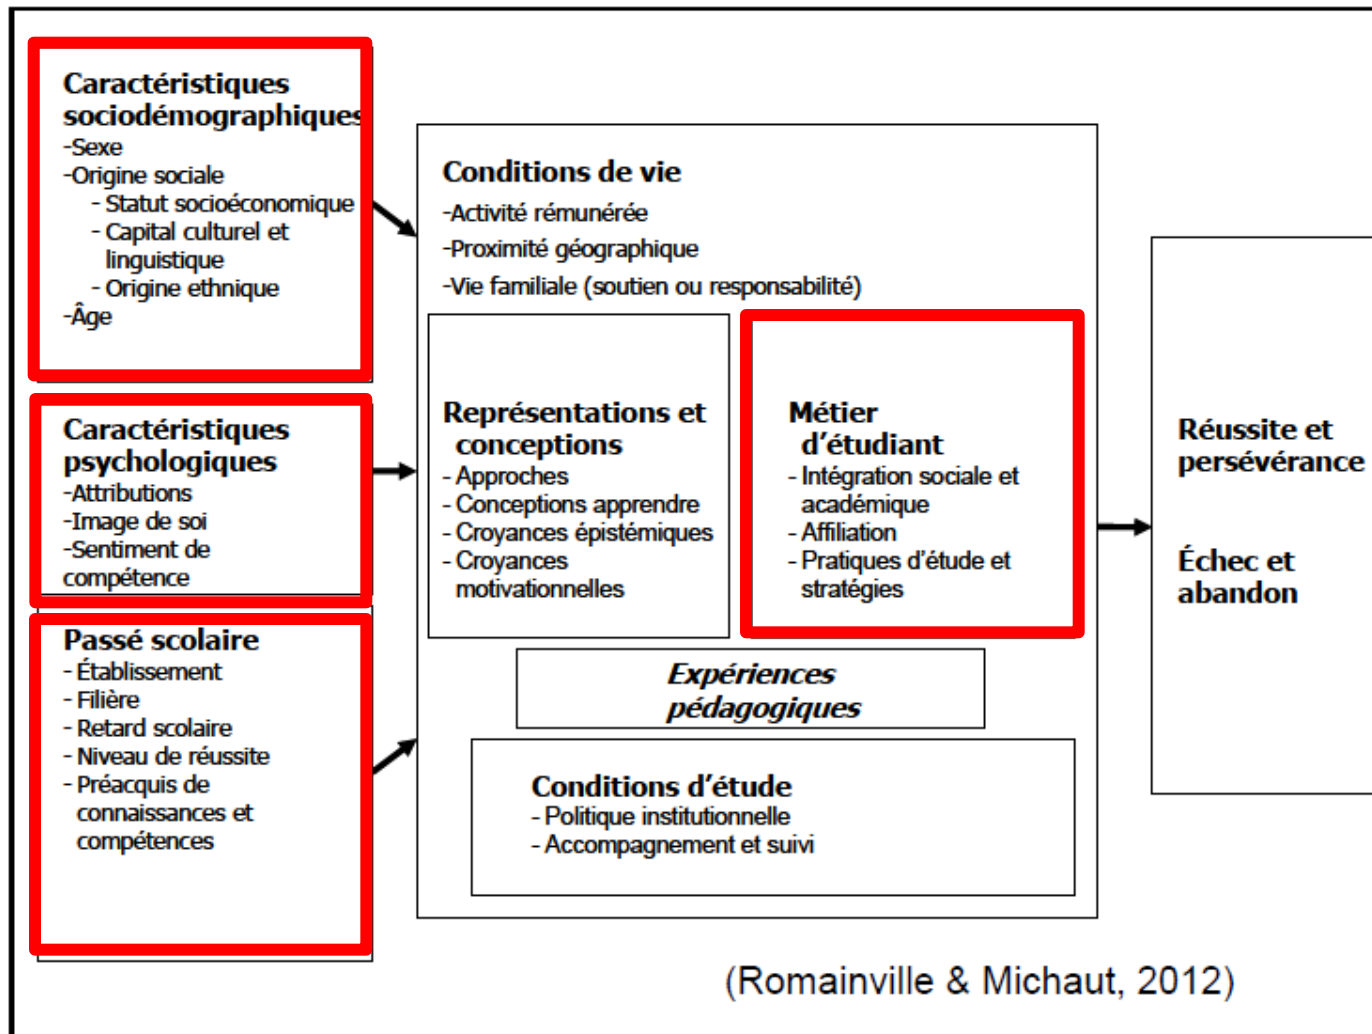 Caractéristiques
sociodémographiques
-Sexe
-Origine sociale
- Statut socioéconomique
- Capital culturel et
linguistique
- Origine ethnique
-Âge
Caractéristiques
psychologiques
-Attributions
-Image de soi
-Sentiment de
compétence
Passé scolaire
- Établissement
- Filière
- Retard scolaire
- Niveau de réussite
- Préacquis de
connaissances et
compétences
Conditions de vie
-Activité rémunérée
-Proximité géographique
-Vie familiale (soutien ou responsabilité)
Représentations et
conceptions
- Approches
- Conceptions apprendre
- Croyances épistémiques
- Croyances
motivationnelles
Métier
d'étudiant
- Intégration sociale et
académique
- Affiliation
- Pratiques d'étude et
stratégies
Expériences
pédagogiques
Conditions d'étude
- Politique institutionnelle
- Accompagnement et suivi
Réussite et
persévérance
Échec et
abandon
(Romainville & Michaut, 2012)